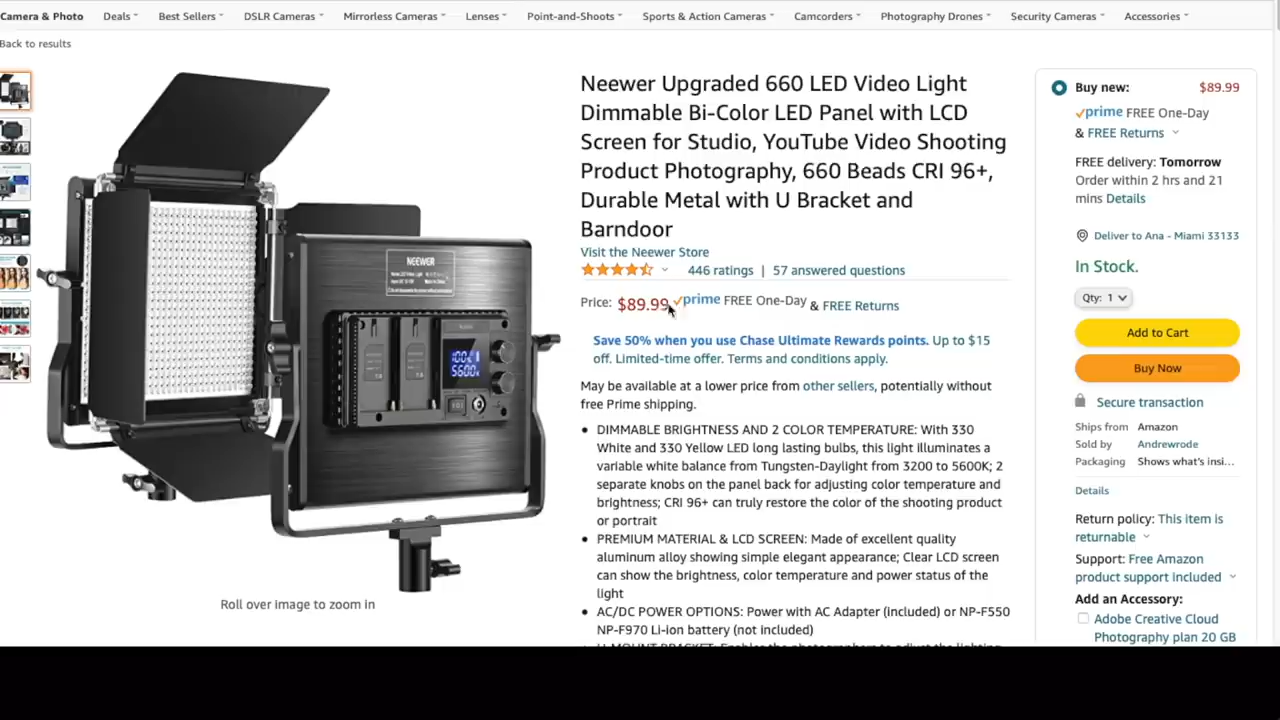 Camera & Photo Deals Best Sellers DSLR Cameras Mirrorless Cameras Lenses Point-and-Shoots Sports & Action Cameras Camcorders Photography Drones Security Cameras Accessories
Back to results
NEEWER
100%
5600K
Roll over image to zoom in
Neewer Upgraded 660 LED Video Light
Dimmable Bi-Color LED Panel with LCD
Screen for Studio, YouTube Video Shooting
Product Photography, 660 Beads CRI 96+,
Durable Metal with U Bracket and
Barndoor
Visit the Neewer Store
446 ratings | 57 answered questions
Price: $89.99 prime FREE One-Day & FREE Returns
Save 50% when you use Chase Ultimate Rewards points. Up to $15
off. Limited-time offer. Terms and conditions apply.
May be available at a lower price from other sellers, potentially without
free Prime shipping.
• DIMMABLE BRIGHTNESS AND 2 COLOR TEMPERATURE: With 330
White and 330 Yellow LED long lasting bulbs, this light illuminates a
variable white balance from Tungsten-Daylight from 3200 to 5600K; 2
separate knobs on the panel back for adjusting color temperature and
brightness; CRI 96+ can truly restore the color of the shooting product
or portrait
• PREMIUM MATERIAL & LCD SCREEN: Made of excellent quality
aluminum alloy showing simple elegant appearance; Clear LCD screen
can show the brightness, color temperature and power status of the
light
• AC/DC POWER OPTIONS: Power with AC Adapter (included) or NP-F550
NP-F970 Li-ion battery (not included)
Buy new: $89.99
prime FREE One-Day
& FREE Returns
FREE delivery: Tomorrow
Order within 2 hrs and 21
mins Details
Deliver to Ana - Miami 33133
In Stock.
Qty: 1
Add to Cart
Buy Now
Secure transaction
Ships from Amazon
Sold by Andrewrode
Packaging Shows what's insi...
Details
Return policy: This item is
returnable
Support: Free Amazon
product support included
Add an Accessory:
Adobe Creative Cloud
Photography plan 20 GB